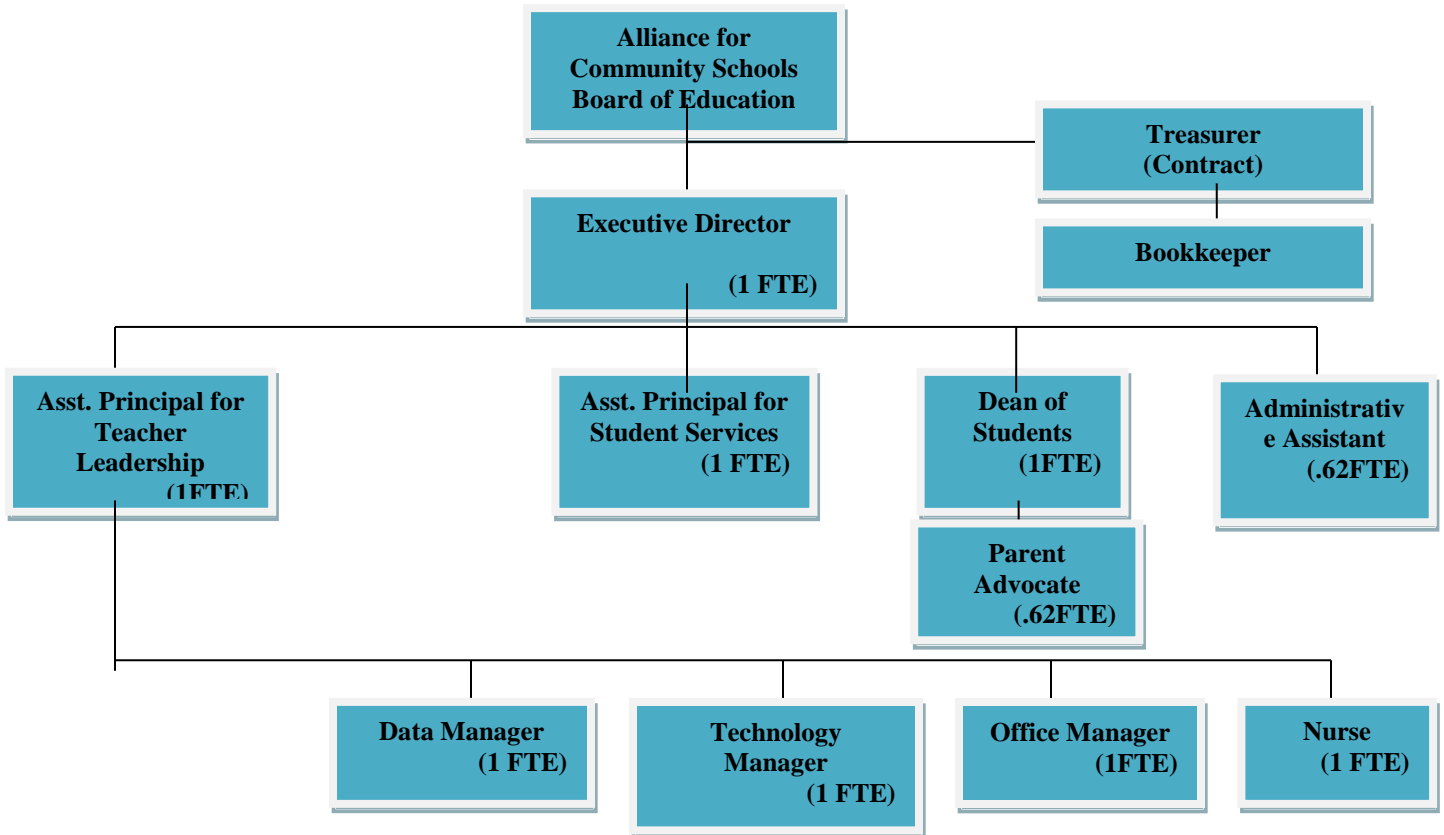 Alliance for
Community Schools
Board of Education
Treasurer
(Contract)
Executive Director
(1 FTE)
Bookkeeper
Asst. Principal for
Teacher
Leadership
(1FTE)
Asst. Principal for
Student Services
(1 FTE)
Dean of
Students
(1FTE)
Administrativ
e Assistant
(.62FTE)
Parent
Advocate
(.62FTE)
Data Manager
(1 FTE)
Technology
Manager
(1 FTE)
Office Manager
(1FTE)
Nurse
(1 FTE)